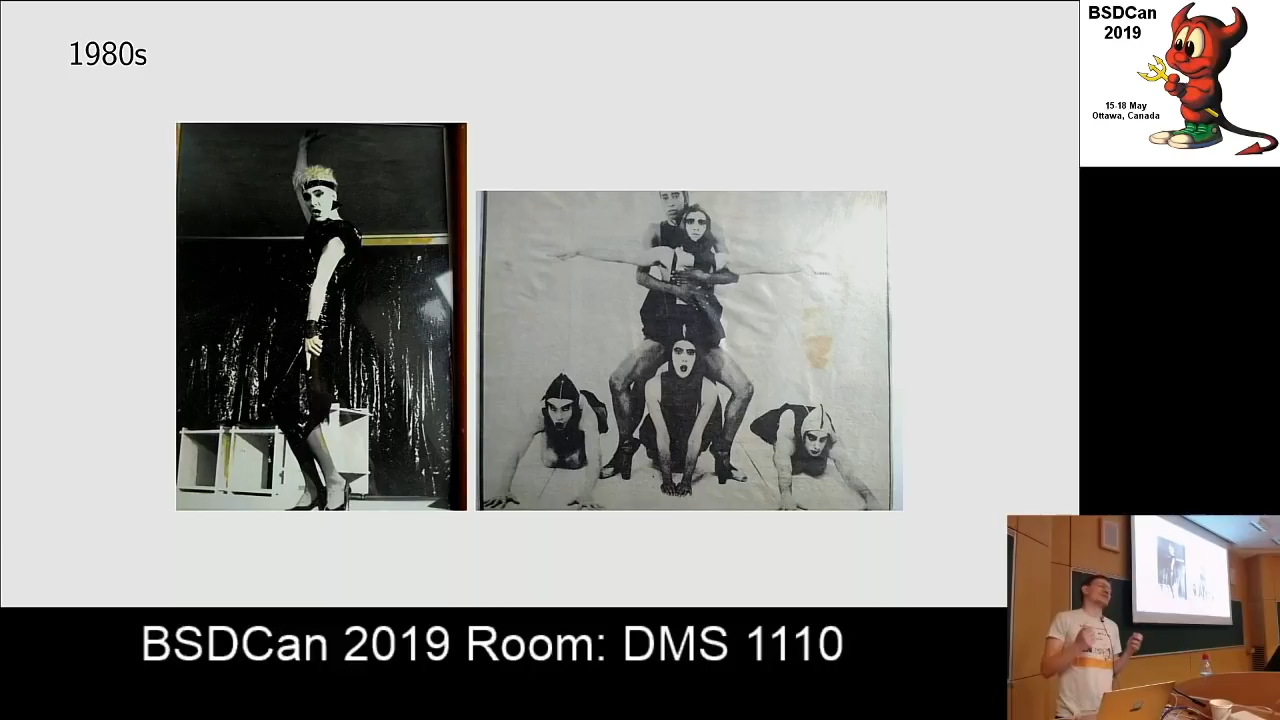 1980s
BSDCan
2019
15-18 May
Ottawa, Canada
BSDCan 2019 Room: DMS 1110